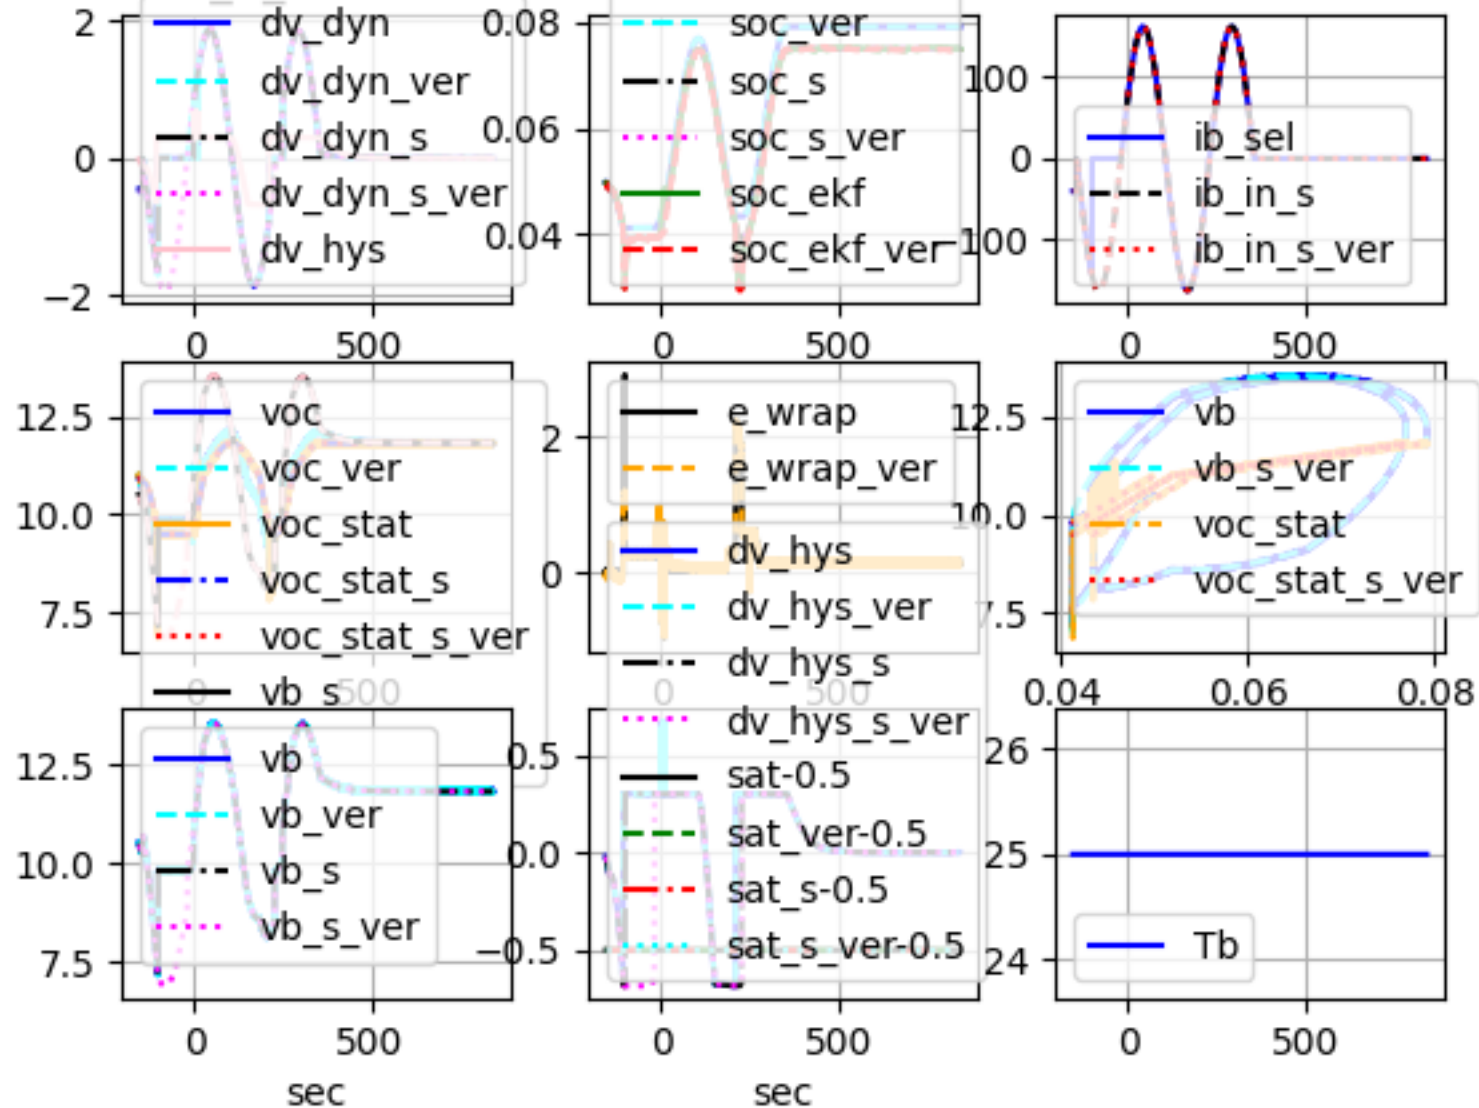 2
0
−2
dv_dyn
dv_dyn_ver
dv_dyn_s
dv_dyn_s_ver
dv_hys
0
500
0.08
0.06
0.04
soc_ver
soc_s
soc_s_ver
soc_ekf
soc_ekf_ver
0
500
100
0
−100
ib_sel
ib_in_s
ib_in_s_ver
0
500
12.5
10.0
7.5
voc
voc_ver
voc_stat
voc_stat_s
voc_stat_s_ver
vb_s
0
500
2
0
e_wrap
e_wrap_ver
0
500
12.5
10.0
7.5
vb
vb_s_ver
voc_stat
voc_stat_s_ver
0.04
0.06
0.08
12.5
10.0
7.5
vb
vb_ver
vb_s
vb_s_ver
0
500
sec
0.5
0.0
−0.5
dv_hys
dv_hys_ver
dv_hys_s
dv_hys_s_ver
sat-0.5
sat_ver-0.5
sat_s-0.5
sat_s_ver-0.5
0
500
sec
26
25
24
Tb
0
500